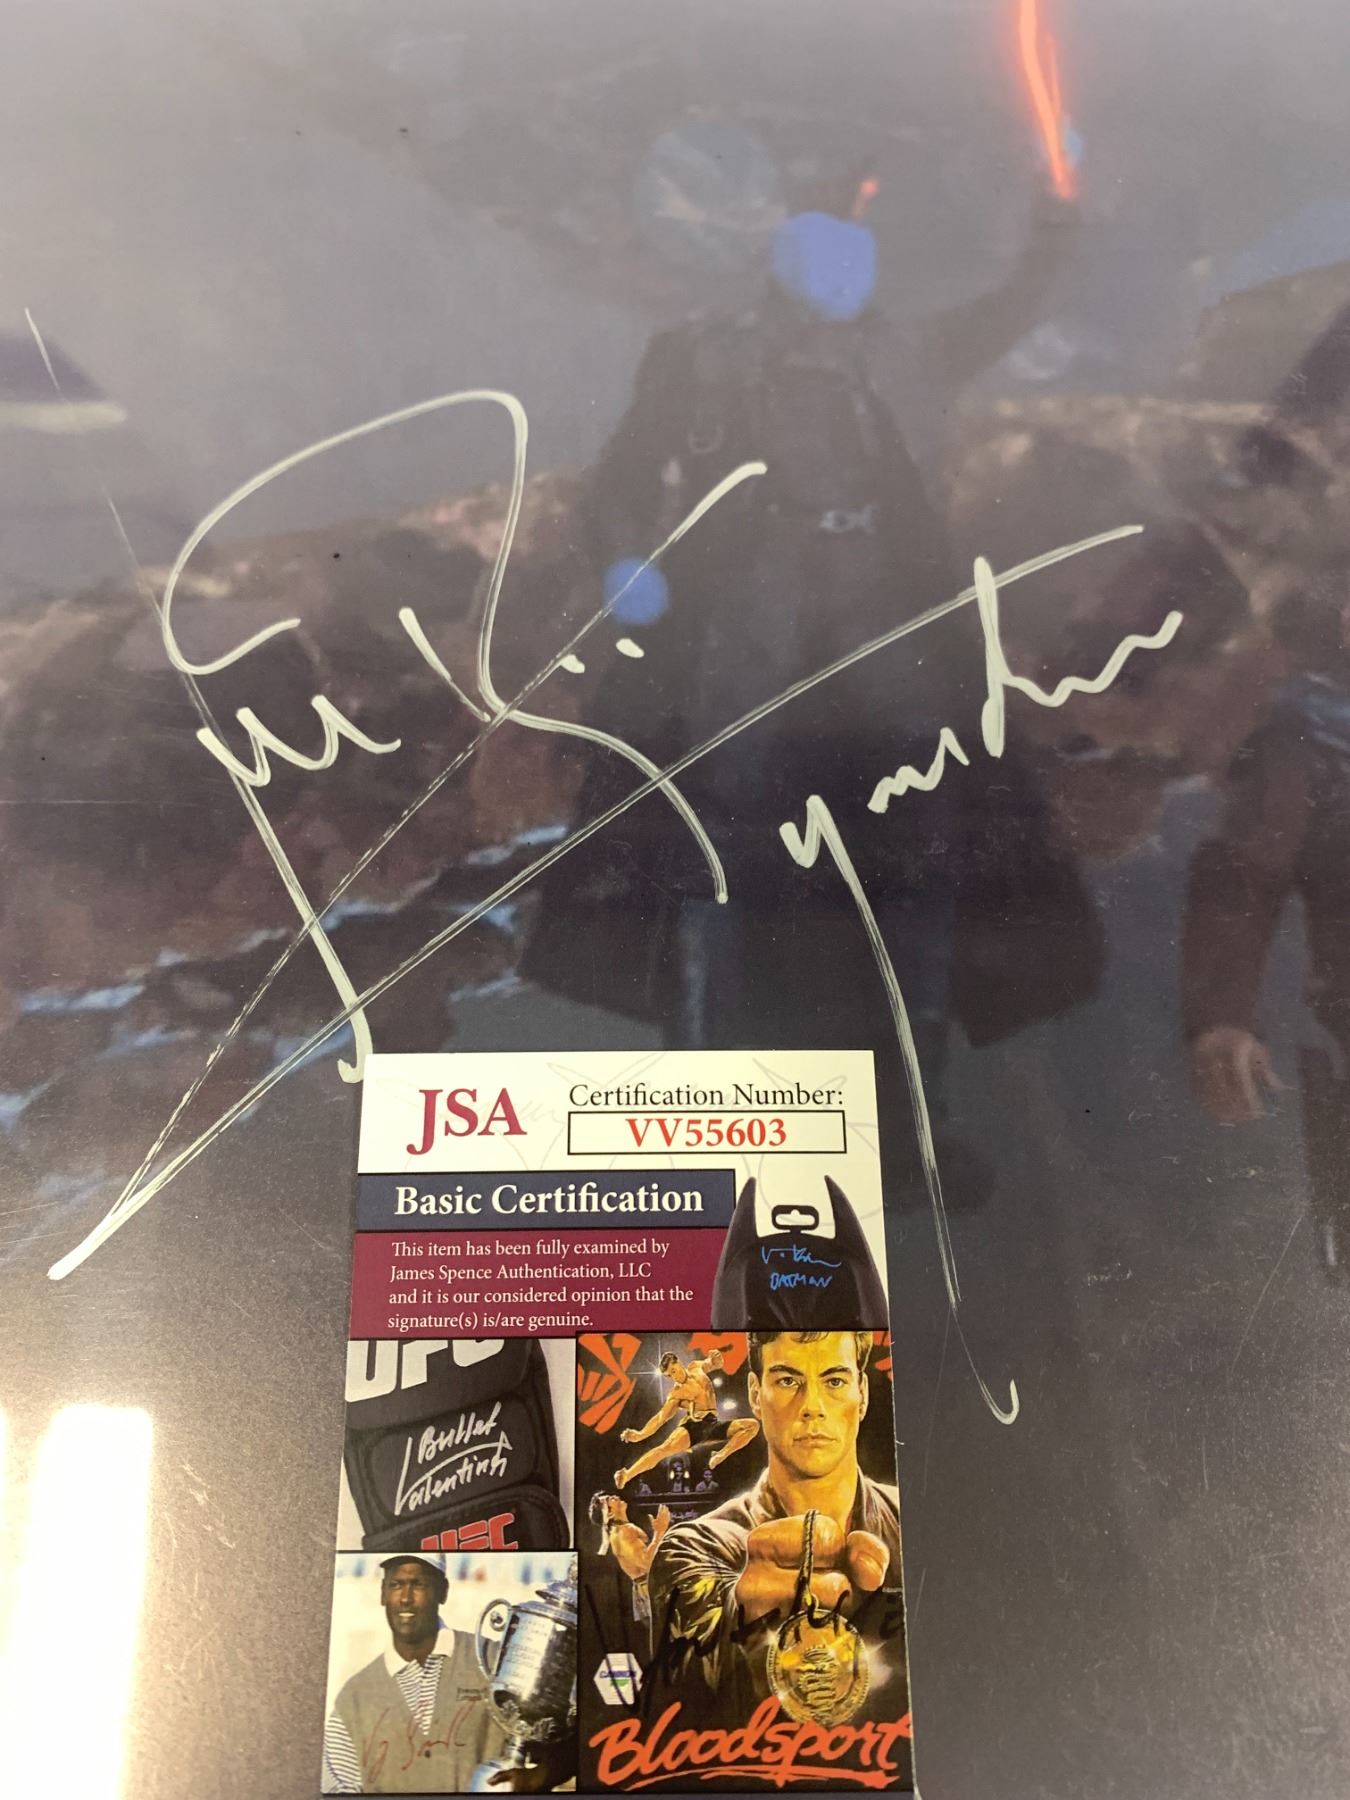 JSA
Certification Number:
VV55603
Basic Certification
This item has been fully examined by
James Spence Authentication, LLC
and it is our considered opinion that the
signature(s) is/are genuine.
BATMAN
UFC
Bullet
Valentina
UFC
CANNON
Bloodsport